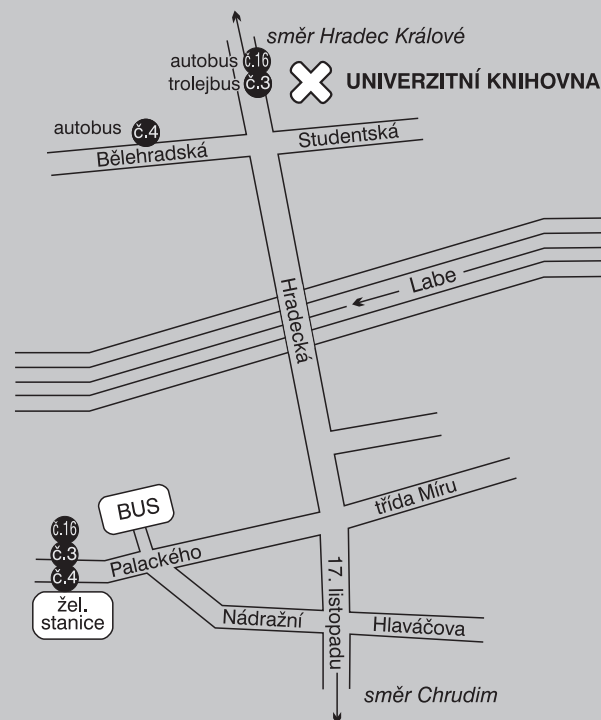 směr Hradec Králové
autobus č.16
trolejbus č.3
UNIVERZITNÍ KNIHOVNA
autobus č.4
Studentská
Bělehradská
Labe
Hradecká
třída Míru
BUS
č.16
č.3
č.4
Palackého
žel.
stanice
17. listopadu
Nádražní
Hlaváčova
směr Chrudim